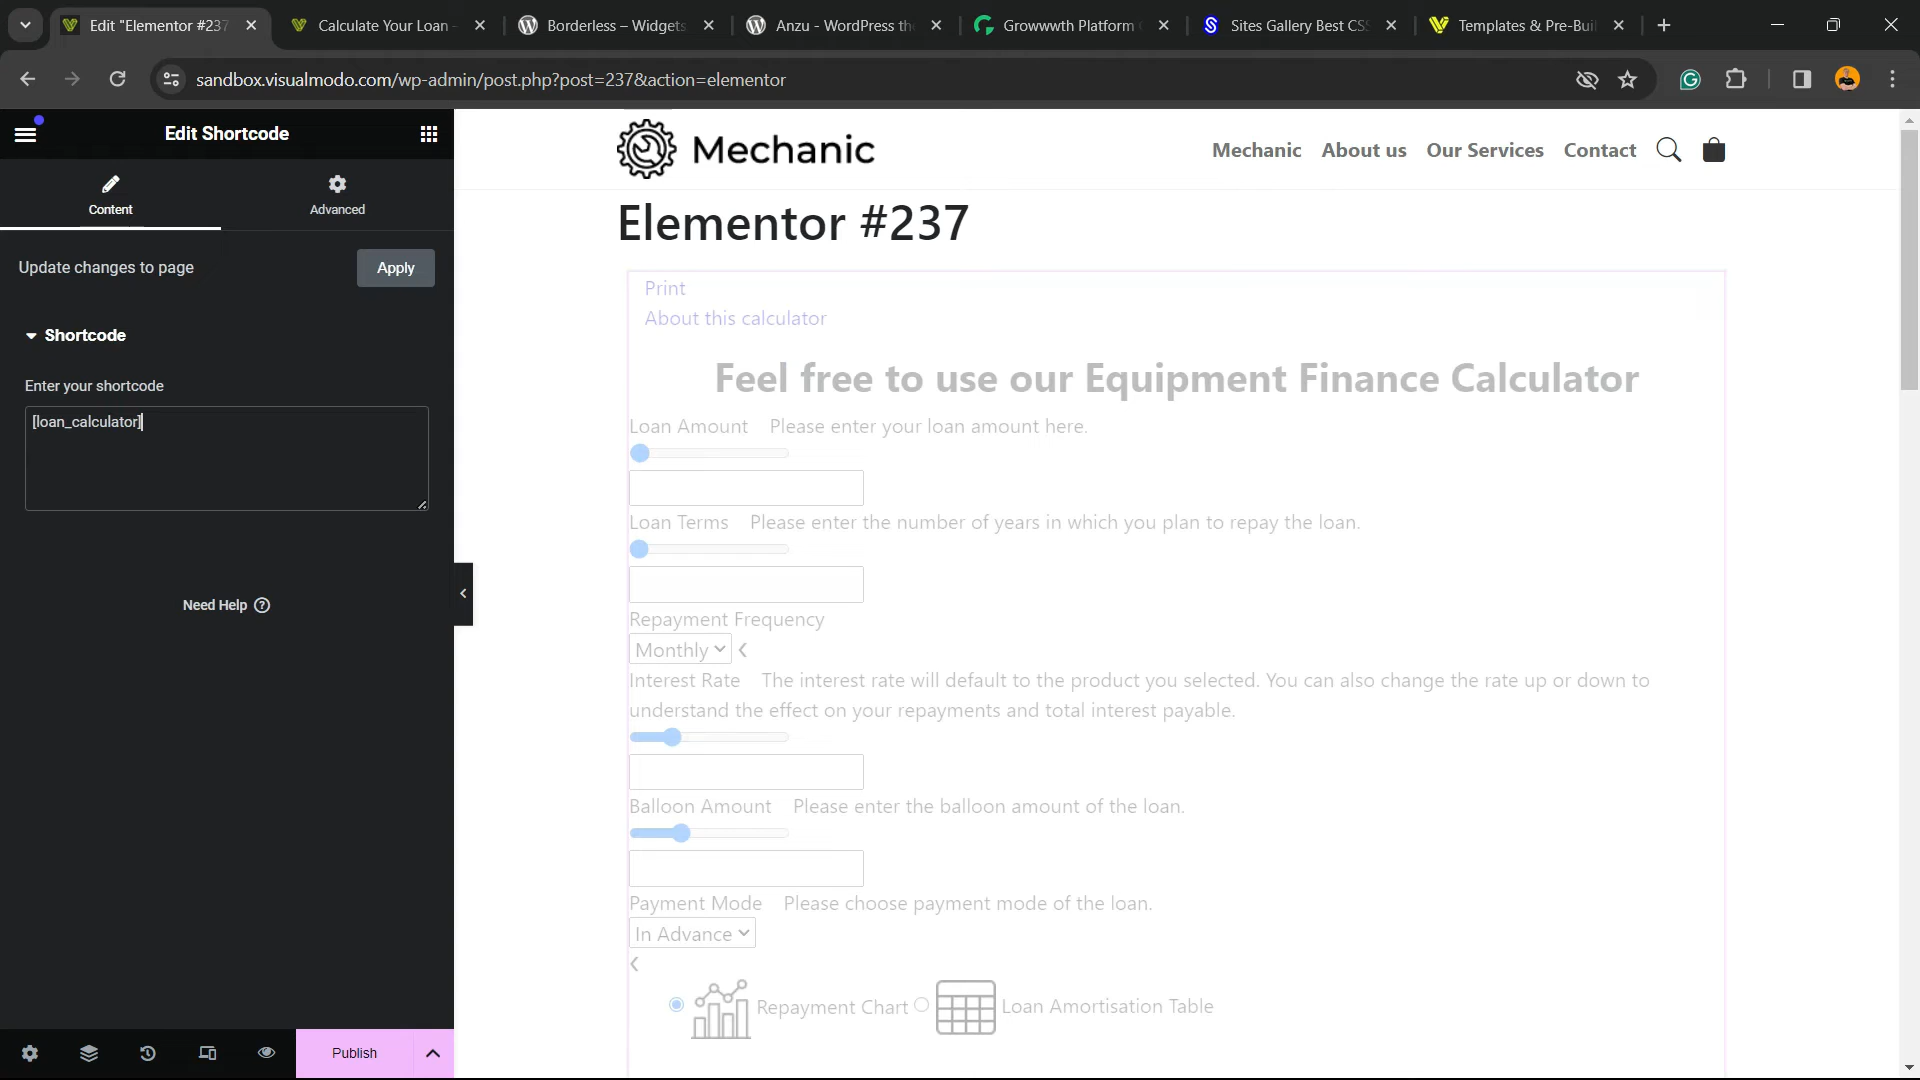 Edit "Elementor #237
Calculate Your Loan -
Borderless – Widgets
Anzu - WordPress th
Growwwth Platform
Sites Gallery Best CSS
Templates & Pre-Buil
sandbox.visualmodo.com/wp-admin/post.php?post=237&action=elementor
Edit Shortcode
Content
Advanced
Update changes to page
Apply
Shortcode
Enter your shortcode
[loan_calculator]
Need Help
Publish
Mechanic
Mechanic
About us
Our Services
Contact
Elementor #237
Print
About this calculator
Feel free to use our Equipment Finance Calculator
Loan Amount Please enter your loan amount here.
Loan Terms Please enter the number of years in which you plan to repay the loan.
Repayment Frequency
Monthly
Interest Rate The interest rate will default to the product you selected. You can also change the rate up or down to
understand the effect on your repayments and total interest payable.
Balloon Amount Please enter the balloon amount of the loan.
Payment Mode Please choose payment mode of the loan.
In Advance
Repayment Chart
Loan Amortisation Table